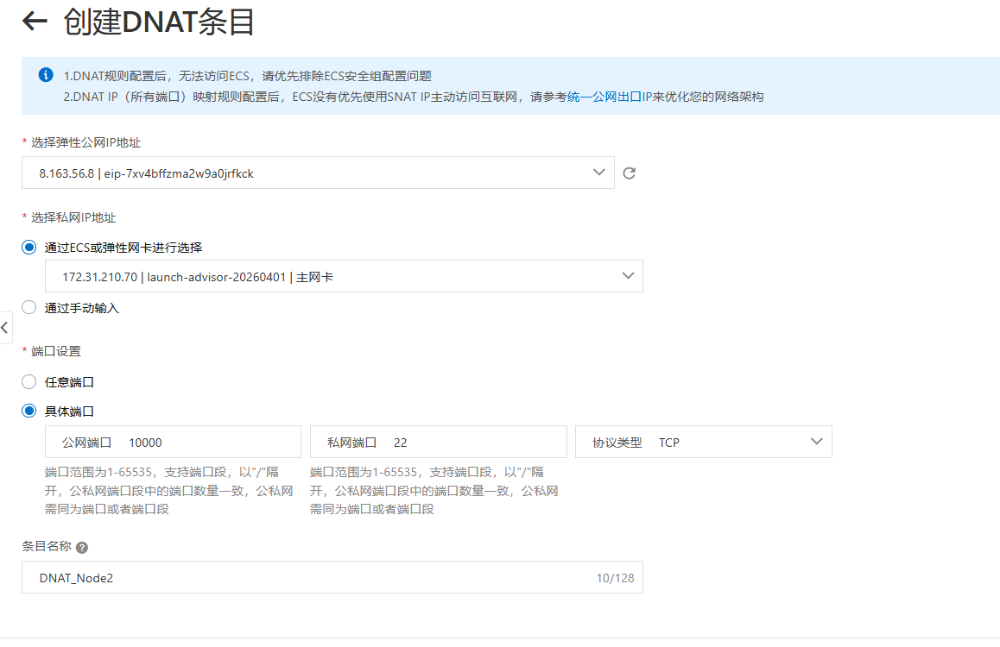 创建DNAT条目
1.DNAT规则配置后，无法访问ECS，请优先排除ECS安全组配置问题
2.DNAT IP（所有端口）映射规则配置后，ECS没有优先使用SNAT IP主动访问互联网，请参考统一公网出口IP来优化您的网络架构
* 选择弹性公网IP地址
8.163.56.8 | eip-7xv4bffzma2w9a0jrfkck
* 选择私网IP地址
通过ECS或弹性网卡进行选择
172.31.210.70 | launch-advisor-20260401 | 主网卡
通过手动输入
* 端口设置
任意端口
具体端口
公网端口 10000 私网端口 22 协议类型 TCP
端口范围为1-65535，支持端口段，以"/"隔
开，公私网端口段中的端口数量一致，公私网
需同为端口或者端口段
端口范围为1-65535，支持端口段，以"/"隔
开，公私网端口段中的端口数量一致，公私网
需同为端口或者端口段
条目名称 ?
DNAT_Node2 10/128